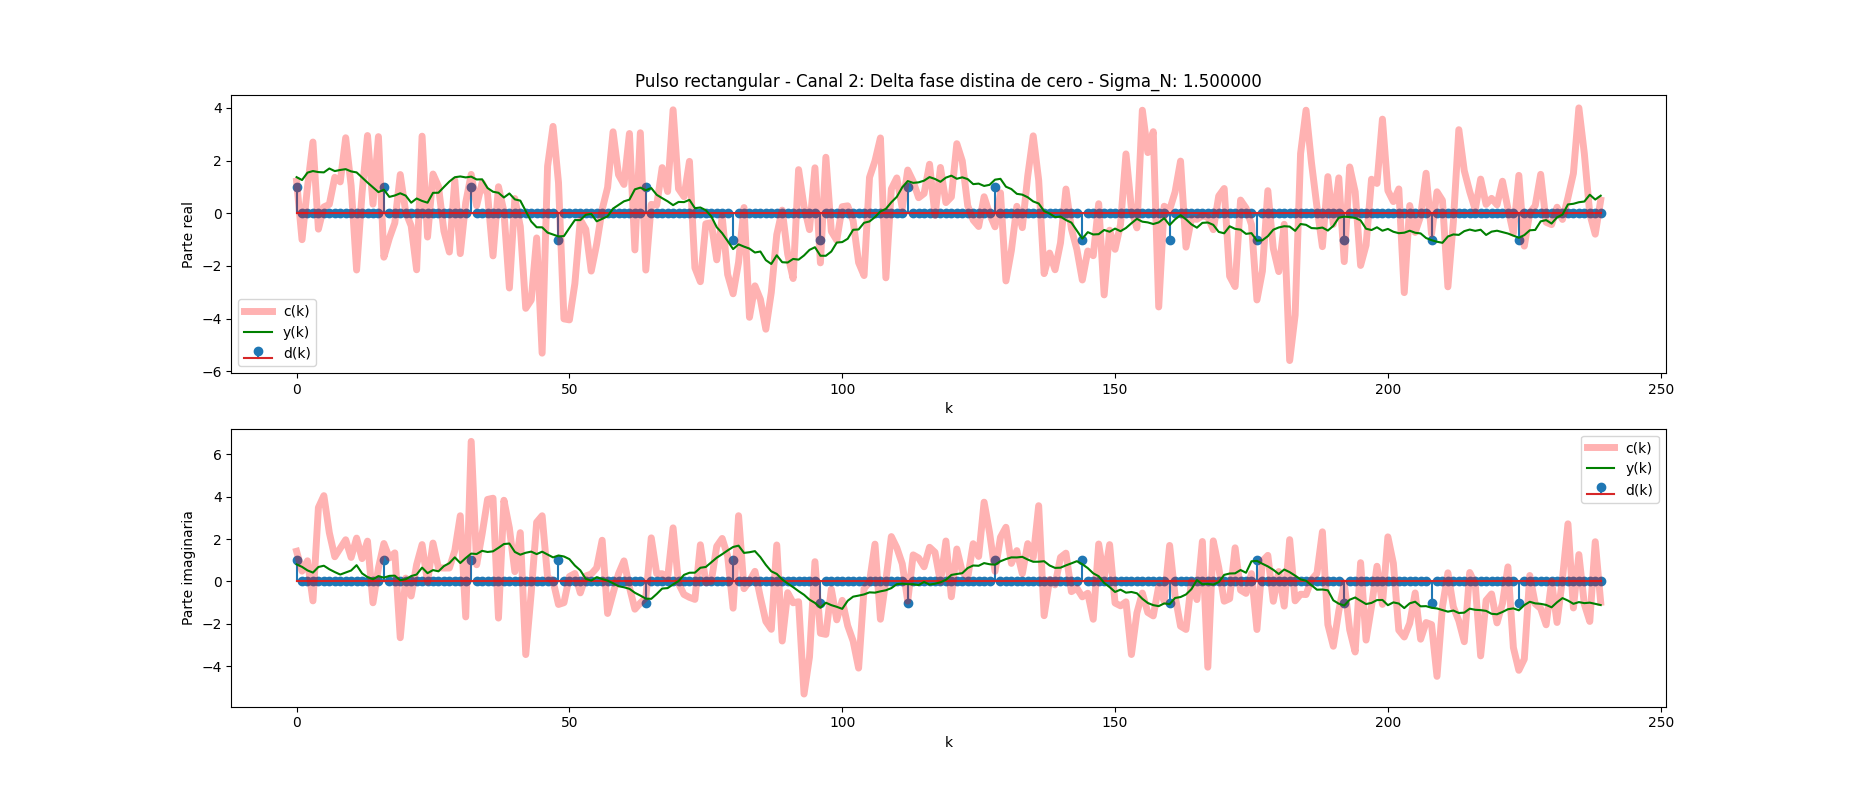 Pulso rectangular - Canal 2: Delta fase distina de cero - Sigma_N: 1.500000
4
2
0
−2
−4
−6
Parte real
c(k)
y(k)
d(k)
0 50 100 150 200 250
k
6
4
2
0
−2
−4
Parte imaginaria
c(k)
y(k)
d(k)
0 50 100 150 200 250
k